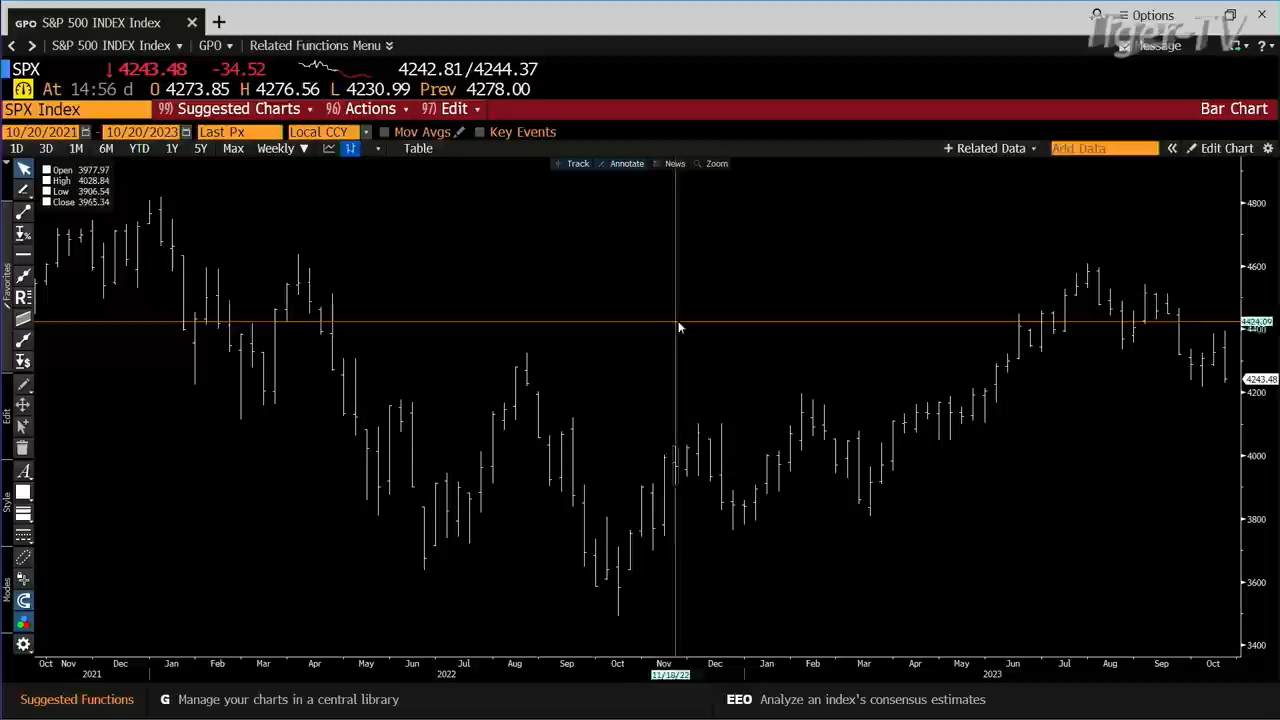 GPO S&P 500 INDEX Index
Options
S&P 500 INDEX Index GPO Related Functions Menu
Message
Tiger-TV
SPX 4243.48 -34.52 4242.81/4244.37
At 14:56 d O 4273.85 H 4276.56 L 4230.99 Prev 4278.00
SPX Index 99) Suggested Charts 96) Actions 97) Edit Bar Chart
10/20/2021 - 10/20/2023 Last Px Local CCY Mov Avgs Key Events
1D 3D 1M 6M YTD 1Y 5Y Max Weekly Table + Related Data Add Data Edit Chart
Track Annotate News Zoom
Open 3977.97
High 4028.84
Low 3906.54
Close 3965.34
Favorites
Edit
Style
Modes
4800
4600
4424.09
4400
4243.48
4200
4000
3800
3600
3400
Oct Nov Dec Jan Feb Mar Apr May Jun Jul Aug Sep Oct Nov Dec Jan Feb Mar Apr May Jun Jul Aug Sep Oct
2021 2022 11/18/22 2023
Suggested Functions G Manage your charts in a central library EEO Analyze an index's consensus estimates